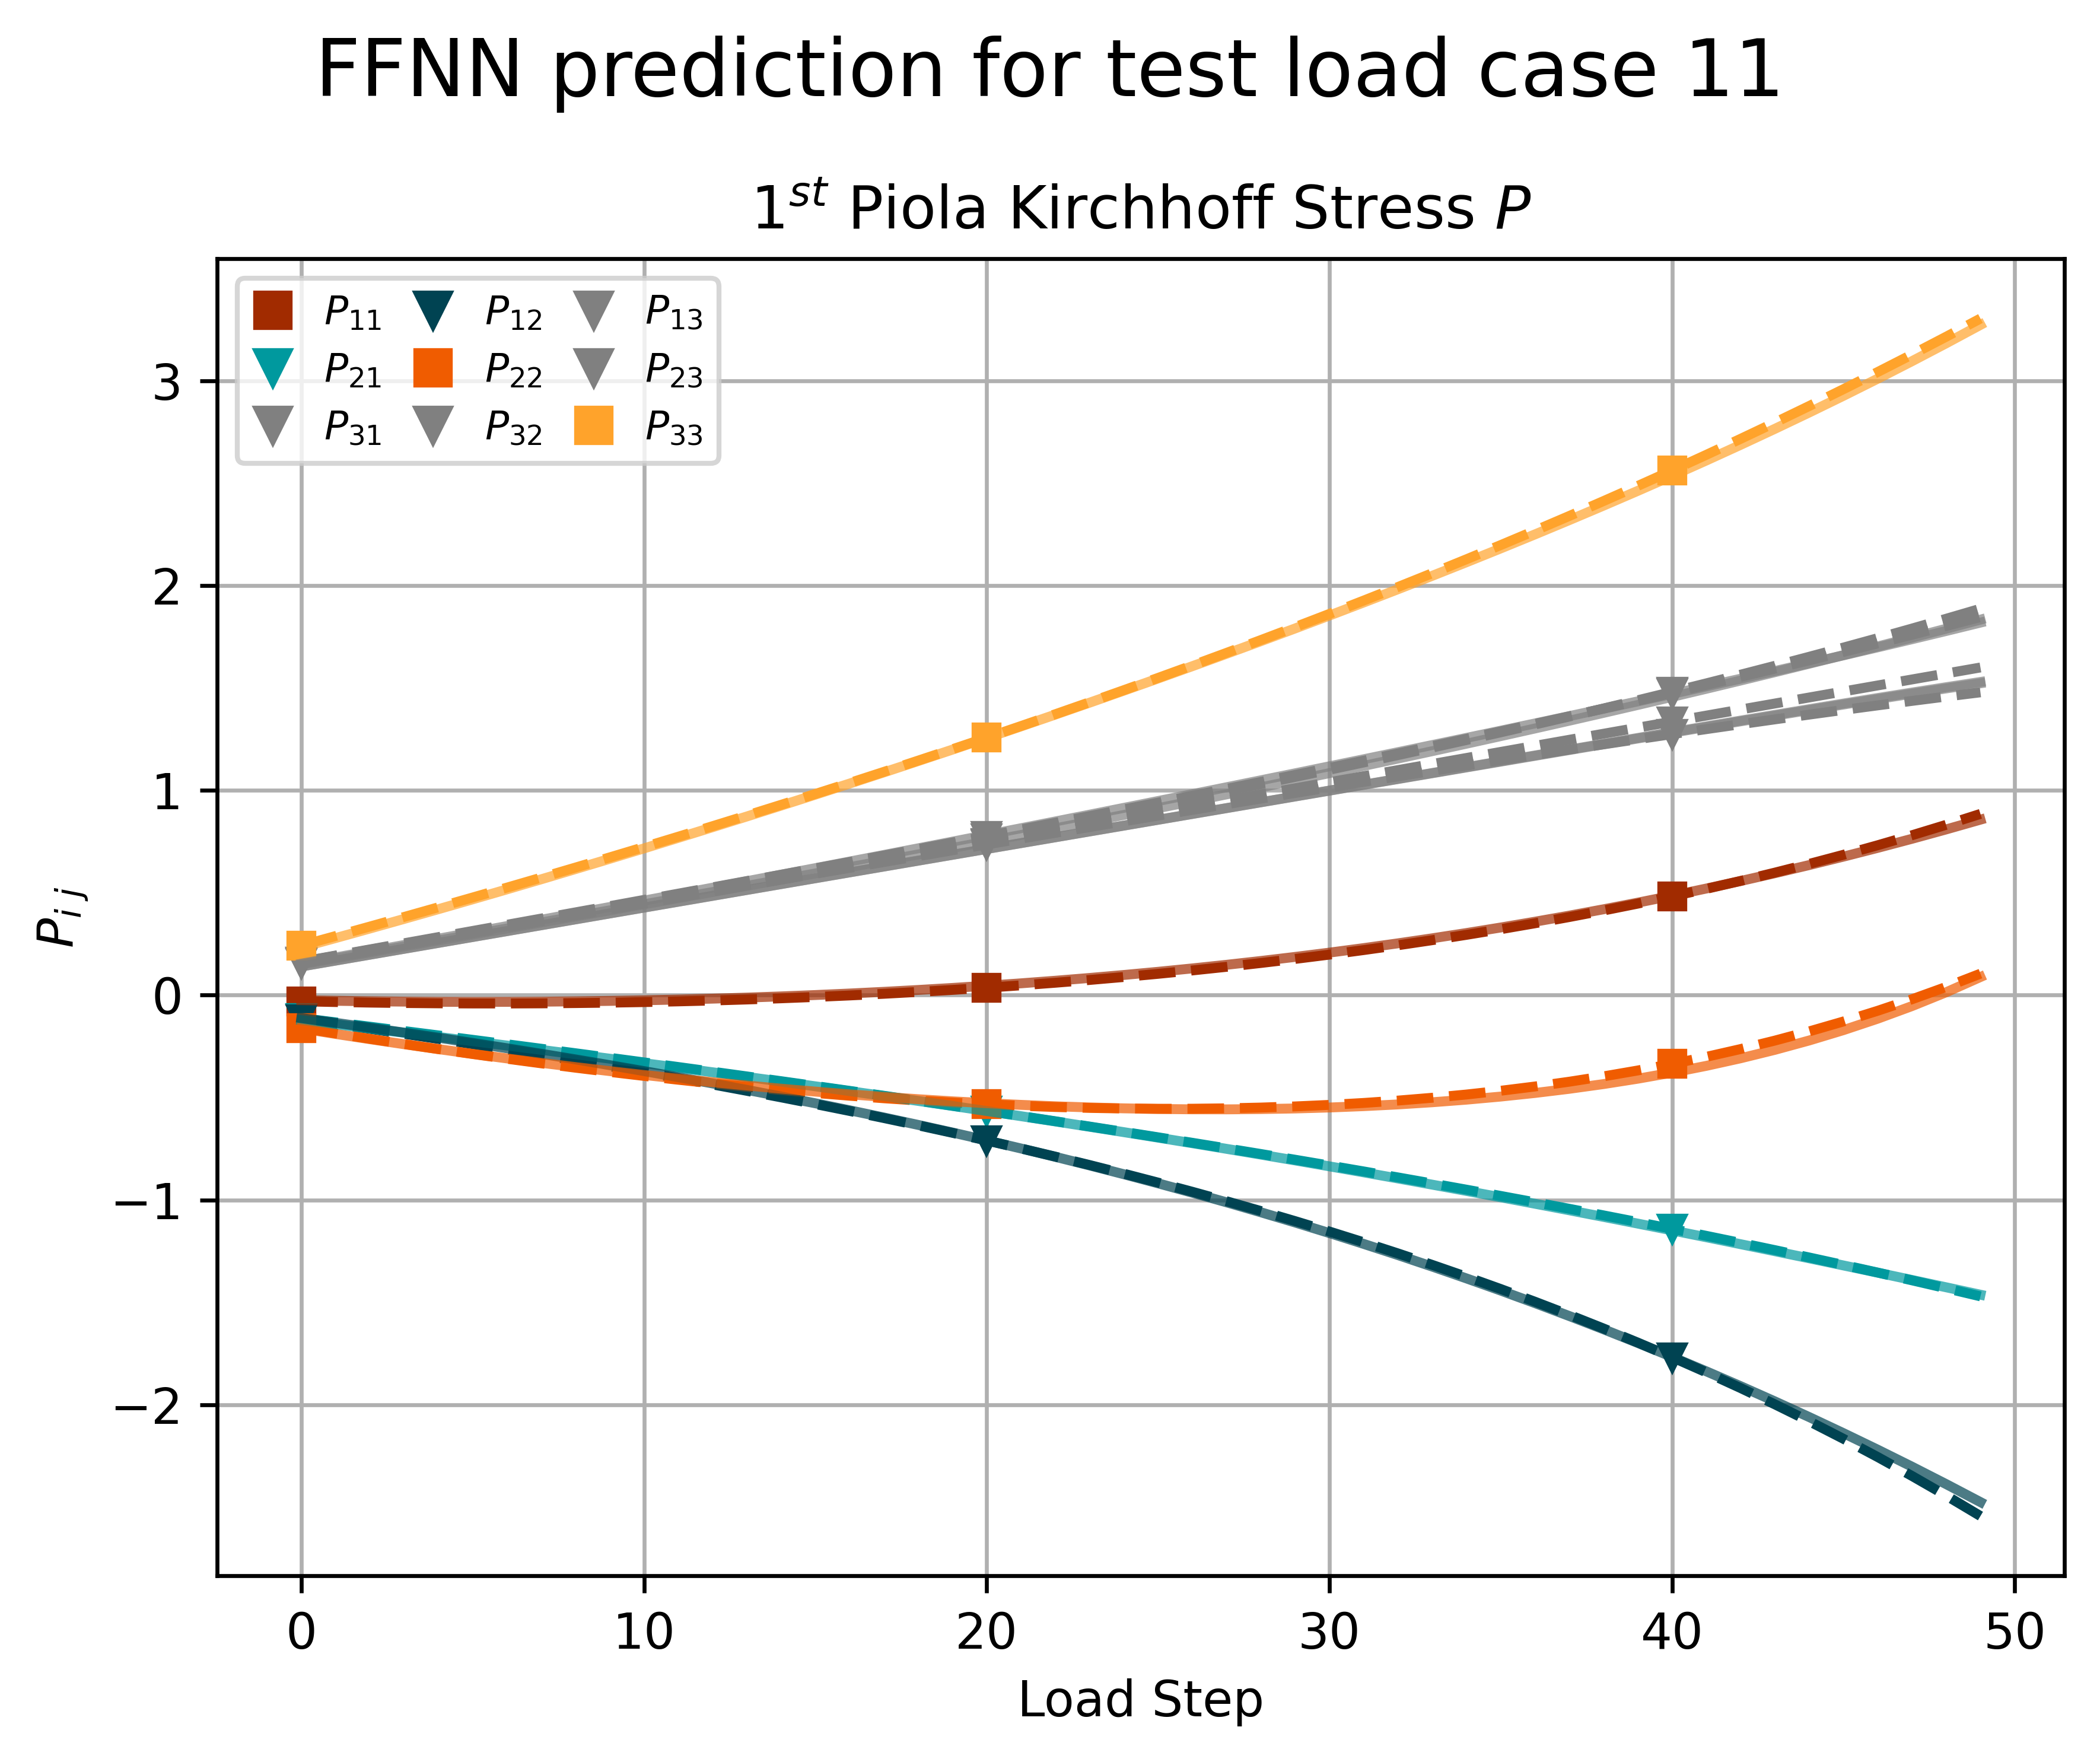 FFNN prediction for test load case 11
1st Piola Kirchhoff Stress P
P11 P12 P13
P21 P22 P23
P31 P32 P33
3
2
1
0
−1
−2
Pij
0 10 20 30 40 50
Load Step